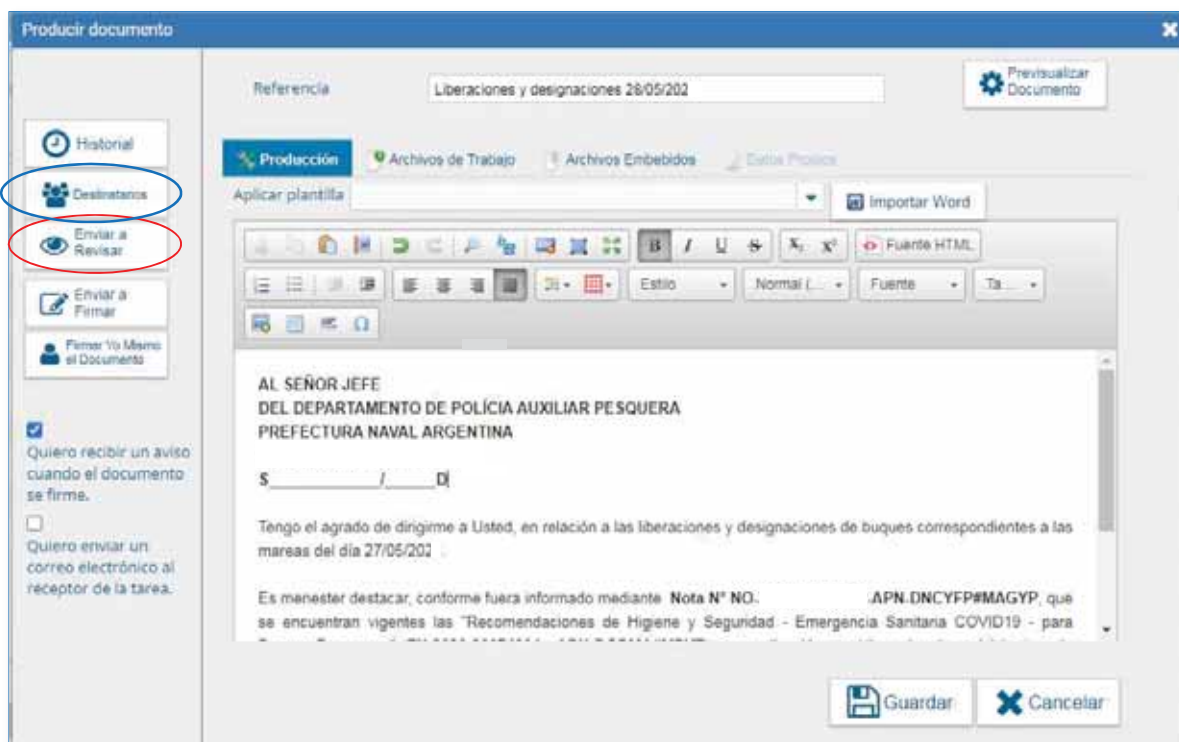 Producir documento
Referencia
Liberaciones y designaciones 28/05/202
Previsualizar
Documento
Historial
Destinatarios
Enviar a
Revisar
Enviar a
Firmar
Firmar Yo Mismo
el Documento
Quiero recibir un aviso
cuando el documento
se firme.
Quiero enviar un
correo electrónico al
receptor de la tarea.
Producción
Archivos de Trabajo
Archivos Embebidos
Datos Propios
Aplicar plantilla
Importar Word
B I U S X₂ X² Fuente HTML
Estilo
Normal (...
Fuente
Ta...
AL SEÑOR JEFE
DEL DEPARTAMENTO DE POLÍCIA AUXILIAR PESQUERA
PREFECTURA NAVAL ARGENTINA
S____________/_____D
Tengo el agrado de dirigirme a Usted, en relación a las liberaciones y designaciones de buques correspondientes a las
mareas del día 27/05/202
Es menester destacar, conforme fuera informado mediante Nota N° NO- -APN-DNCYFP#MAGYP, que
se encuentran vigentes las "Recomendaciones de Higiene y Seguridad - Emergencia Sanitaria COVID19 - para
Guardar
Cancelar